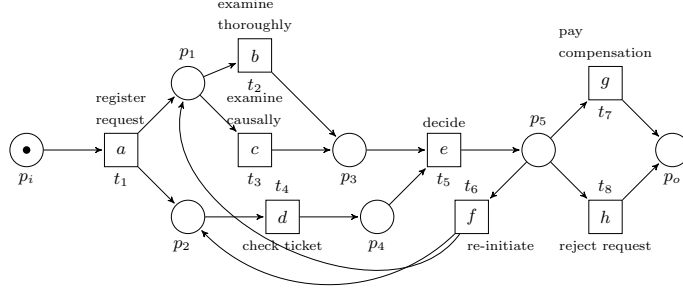 examine
thoroughly
pay
compensation
p1
b
g
t2
t7
register
request
examine
causally
decide
p5
a
c
e
pi
t1
t3
p3
t5
po
t4
t6
t8
d
f
h
p2
check ticket
p4
re-initiate
reject request